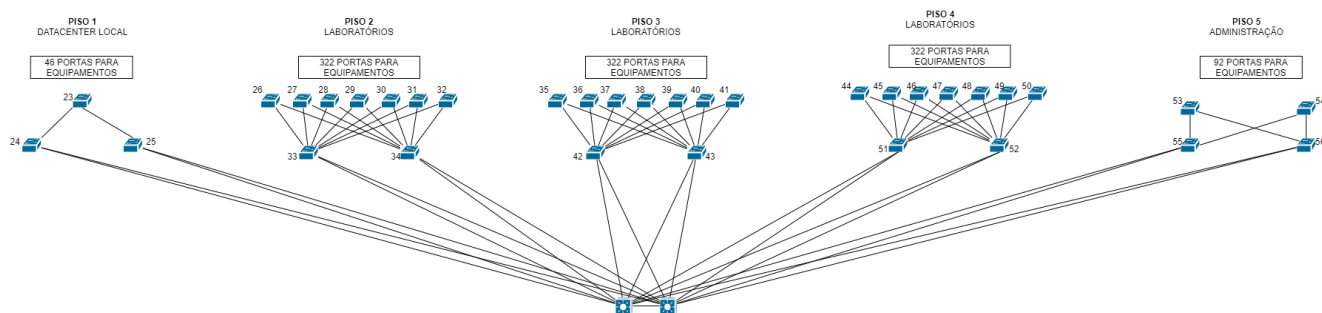 PISO 1
DATACENTER LOCAL
46 PORTAS PARA
EQUIPAMENTOS
23
24
25
PISO 2
LABORATÓRIOS
322 PORTAS PARA
EQUIPAMENTOS
26
27
28
29
30
31
32
33
34
PISO 3
LABORATÓRIOS
322 PORTAS PARA
EQUIPAMENTOS
35
36
37
38
39
40
41
42
43
PISO 4
LABORATÓRIOS
322 PORTAS PARA
EQUIPAMENTOS
44
45
46
47
48
49
50
51
52
PISO 5
ADMINISTRAÇÃO
92 PORTAS PARA
EQUIPAMENTOS
53
54
55
56